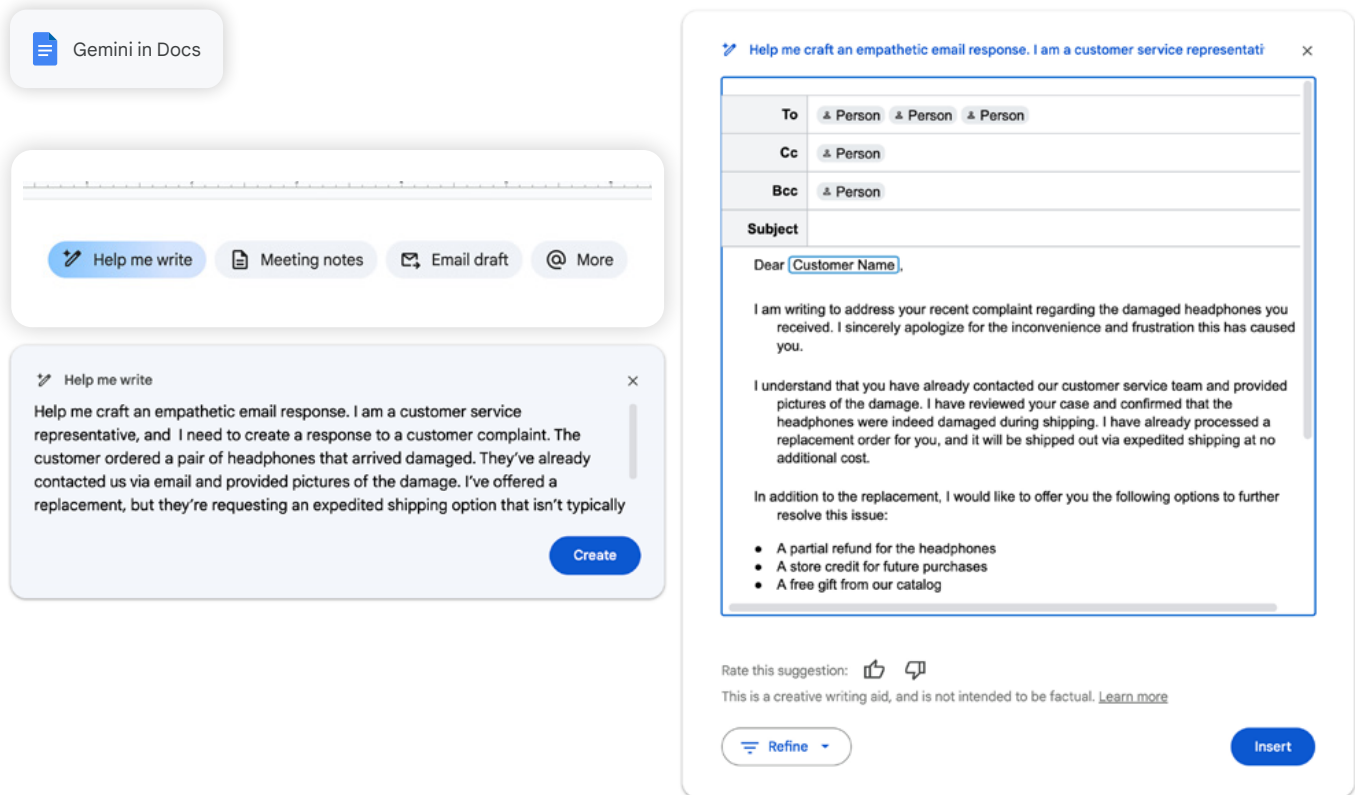 Gemini in Docs
Help me write
Meeting notes
Email draft
More
Help me write
Help me craft an empathetic email response. I am a customer service
representative, and  I need to create a response to a customer complaint. The
customer ordered a pair of headphones that arrived damaged. They've already
contacted us via email and provided pictures of the damage. I've offered a
replacement, but they're requesting an expedited shipping option that isn't typically
Create
Help me craft an empathetic email response. I am a customer service representati
To Person Person Person
Cc Person
Bcc Person
Subject
Dear Customer Name,
I am writing to address your recent complaint regarding the damaged headphones you
received. I sincerely apologize for the inconvenience and frustration this has caused
you.
I understand that you have already contacted our customer service team and provided
pictures of the damage. I have reviewed your case and confirmed that the
headphones were indeed damaged during shipping. I have already processed a
replacement order for you, and it will be shipped out via expedited shipping at no
additional cost.
In addition to the replacement, I would like to offer you the following options to further
resolve this issue:
● A partial refund for the headphones
● A store credit for future purchases
● A free gift from our catalog
Rate this suggestion:
This is a creative writing aid, and is not intended to be factual. Learn more
Refine
Insert